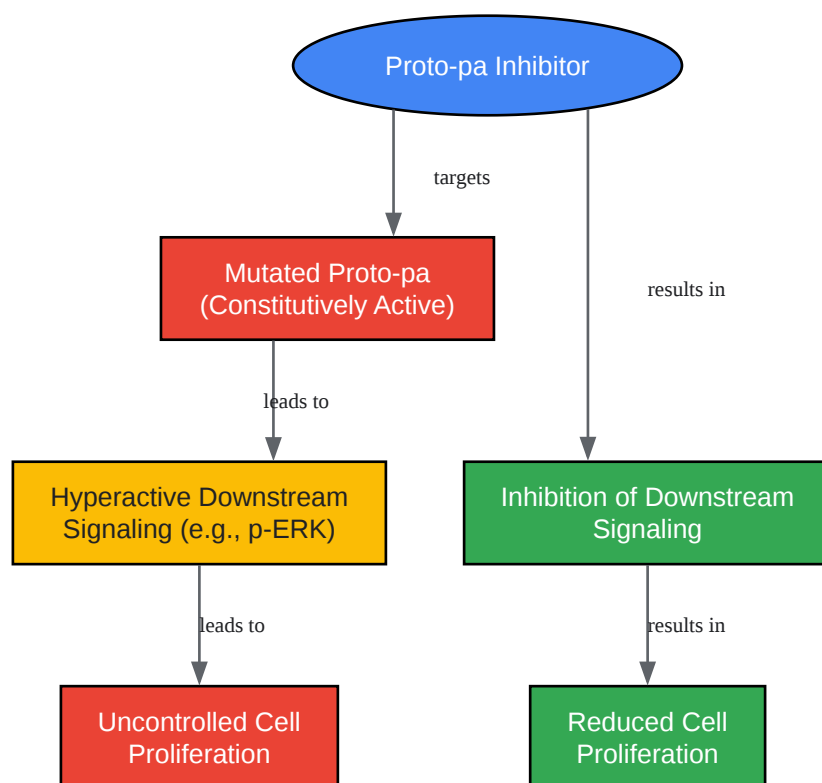 Proto-pa Inhibitor
targets
results in
Mutated Proto-pa
(Constitutively Active)
leads to
Hyperactive Downstream
Signaling (e.g., p-ERK)
Inhibition of Downstream
Signaling
leads to
results in
Uncontrolled Cell
Proliferation
Reduced Cell
Proliferation